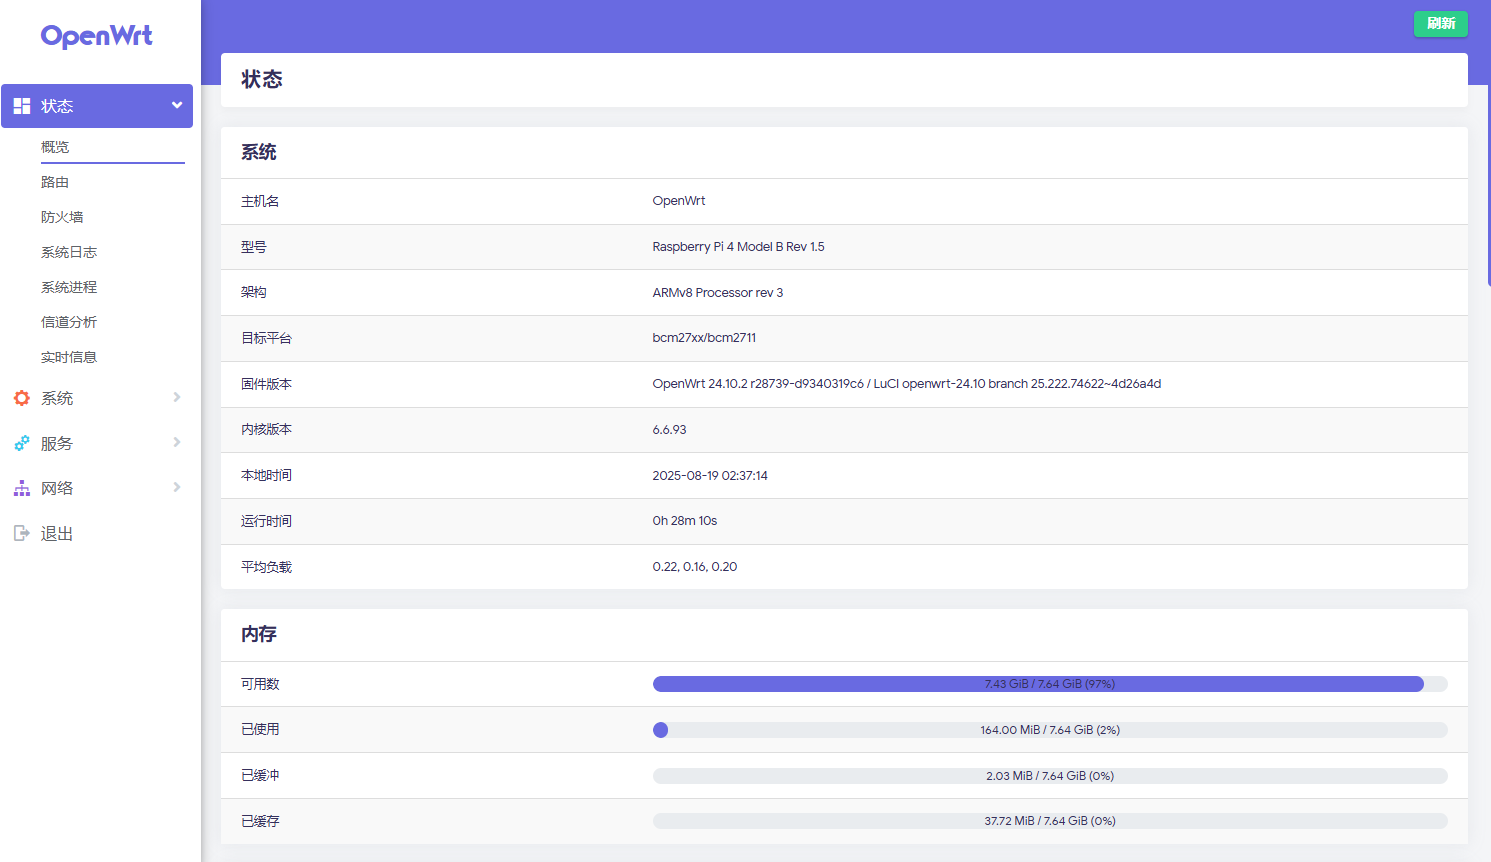 OpenWrt
状态
概览
路由
防火墙
系统日志
系统进程
信道分析
实时信息
系统
服务
网络
退出
刷新
状态
系统
主机名 OpenWrt
型号 Raspberry Pi 4 Model B Rev 1.5
架构 ARMv8 Processor rev 3
目标平台 bcm27xx/bcm2711
固件版本 OpenWrt 24.10.2 r28739-d9340319c6 / LuCI openwrt-24.10 branch 25.222.74622~4d26a4d
内核版本 6.6.93
本地时间 2025-08-19 02:37:14
运行时间 0h 28m 10s
平均负载 0.22, 0.16, 0.20
内存
可用数 7.43 GiB / 7.64 GiB (97%)
已使用 164.00 MiB / 7.64 GiB (2%)
已缓冲 2.03 MiB / 7.64 GiB (0%)
已缓存 37.72 MiB / 7.64 GiB (0%)